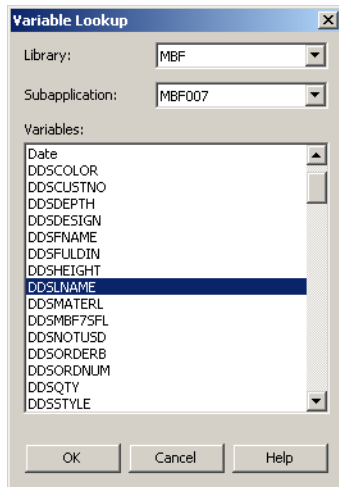 Variable Lookup
Library: MBF
Subapplication: MBF007
Variables:
Date
DDSCOLOR
DDSCUSTNO
DDSDEPTH
DDSDESIGN
DDSFNAME
DDSFULDIN
DDSHEIGHT
DDSLNAME
DDSMATERL
DDSMBF7SFL
DDSNOTUSD
DDSORDERB
DDSORDNUM
DDSQTY
DDSSTYLE
OK Cancel Help